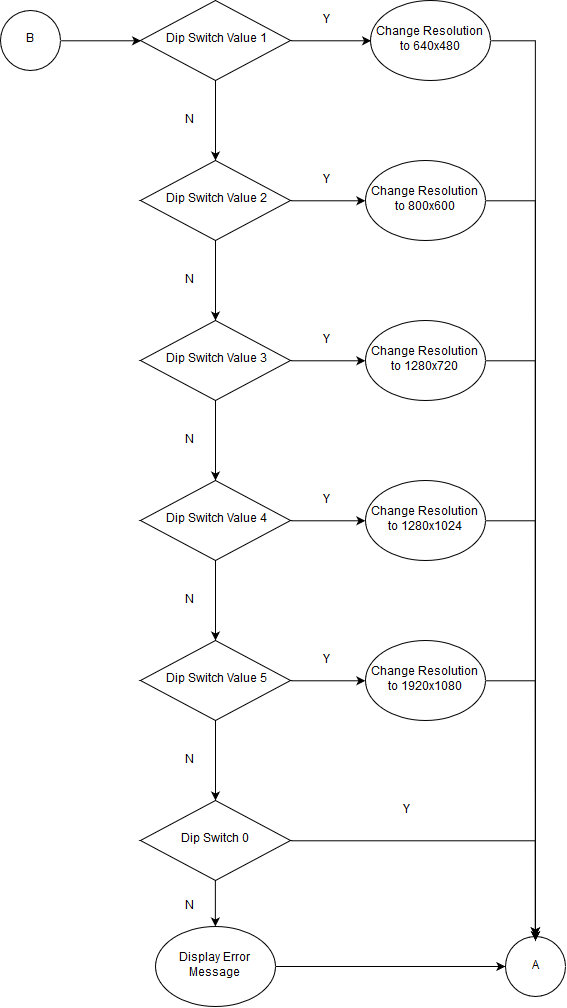 B
Dip Switch Value 1
Y
Change Resolution
to 640x480
N
Dip Switch Value 2
Y
Change Resolution
to 800x600
N
Dip Switch Value 3
Y
Change Resolution
to 1280x720
N
Dip Switch Value 4
Y
Change Resolution
to 1280x1024
N
Dip Switch Value 5
Y
Change Resolution
to 1920x1080
N
Dip Switch 0
Y
N
Display Error
Message
A